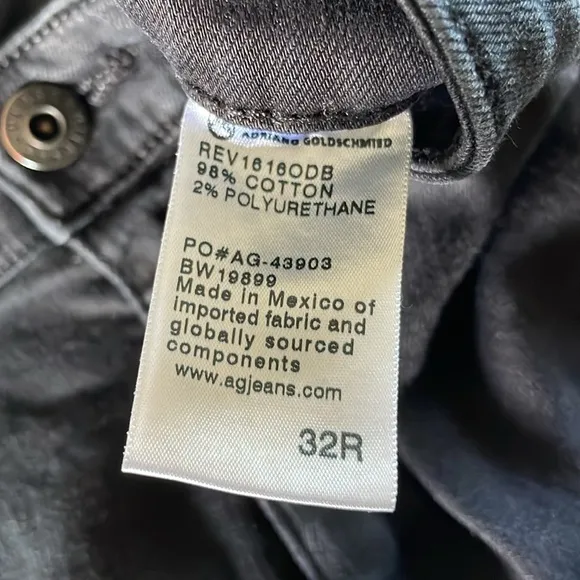 ADRIANO GOLDSCHMIED
REV1616ODB
98% COTTON
2% POLYURETHANE
PO#AG-43903
BW19899
Made in Mexico of
imported fabric and
globally sourced
components
www.agjeans.com
32R